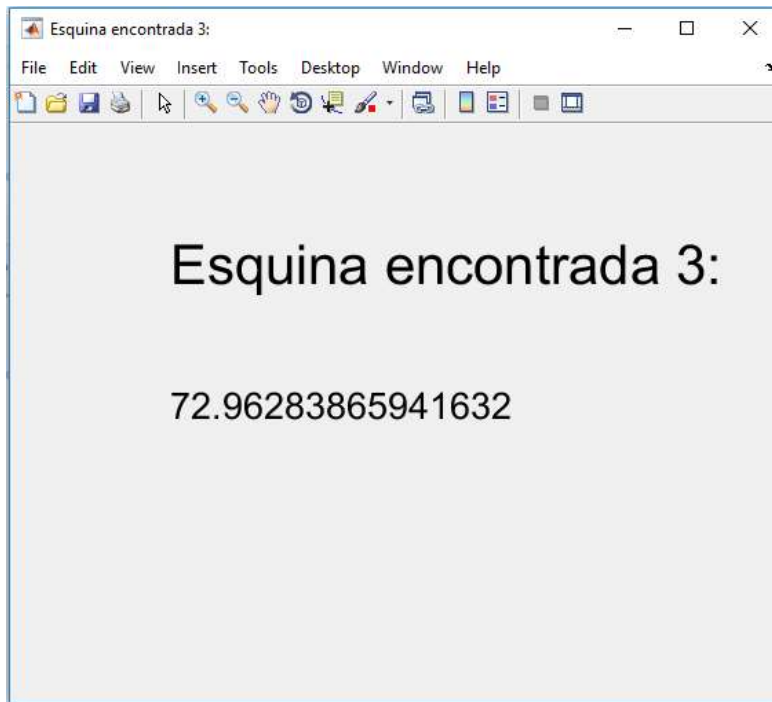 Esquina encontrada 3:
File Edit View Insert Tools Desktop Window Help
Esquina encontrada 3:
72.96283865941632